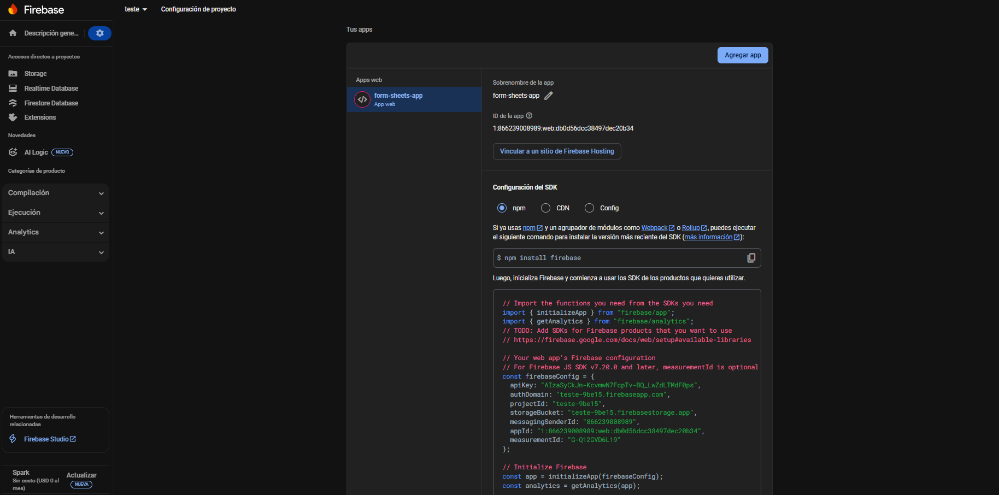 Firebase
teste
Configuración de proyecto
Descripción gene...
Accesos directos a proyectos
Storage
Realtime Database
Firestore Database
Extensions
Novedades
AI Logic NUEVO
Categorías de producto
Compilación
Ejecución
Analytics
IA
Herramientas de desarrollo
relacionadas
Firebase Studio
Spark
Sin costo (USD 0 al
mes)
Actualizar
NUEVA
Tus apps
Agregar app
Apps web
form-sheets-app
App web
Sobrenombre de la app
form-sheets-app
ID de la app
1:866239008989:web:db0d56dcc38497dec20b34
Vincular a un sitio de Firebase Hosting
Configuración del SDK
npm CDN Config
Si ya usas npm y un agrupador de módulos como Webpack o Rollup, puedes ejecutar
el siguiente comando para instalar la versión más reciente del SDK (más información):
$ npm install firebase
Luego, inicializa Firebase y comienza a usar los SDK de los productos que quieres utilizar.
// Import the functions you need from the SDKs you need
import { initializeApp } from "firebase/app";
import { getAnalytics } from "firebase/analytics";
// TODO: Add SDKs for Firebase products that you want to use
// https://firebase.google.com/docs/web/setup#available-libraries
// Your web app's Firebase configuration
// For Firebase JS SDK v7.20.0 and later, measurementId is optional
const firebaseConfig = {
apiKey: "AIzaSyCkJn-KcvmwN7FcpTv-BQ_LwZdLTMdF0ps",
authDomain: "teste-9be15.firebaseapp.com",
projectId: "teste-9be15",
storageBucket: "teste-9be15.firebasestorage.app",
messagingSenderId: "866239008989",
appId: "1:866239008989:web:db0d56dcc38497dec20b34",
measurementId: "G-Q12GVD6L19"
};
// Initialize Firebase
const app = initializeApp(firebaseConfig);
const analytics = getAnalytics(app);